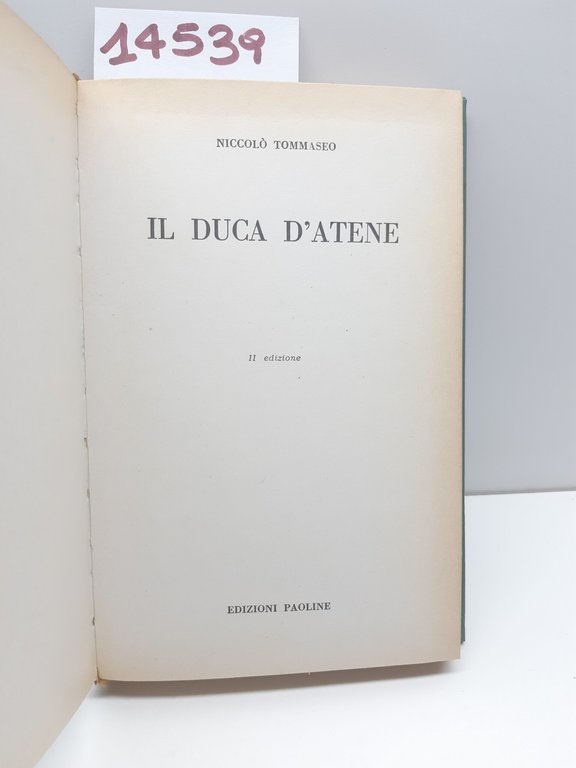 14539
NICCOLÒ TOMMASEO
IL DUCA D'ATENE
II edizione
EDIZIONI PAOLINE